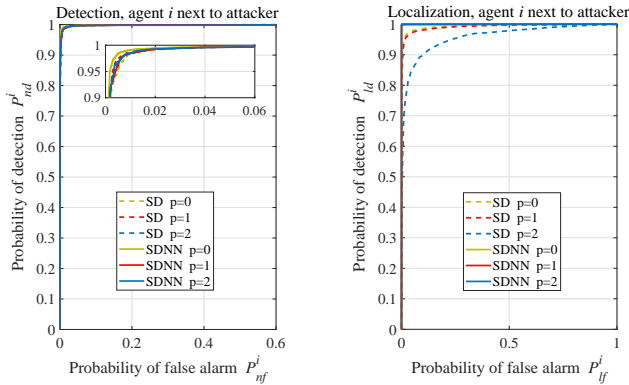 Detection, agent i next to attacker
Probability of detection P^i_nd
1
0.9
0.8
0.7
0.6
0.5
0.4
0.3
0.2
0.1
0
1
0.95
0.9
0
0.02
0.04
0.06
SD p=0
SD p=1
SD p=2
SDNN p=0
SDNN p=1
SDNN p=2
0
0.2
0.4
0.6
Probability of false alarm P^i_nf
Localization, agent i next to attacker
Probability of detection P^i_ld
1
0.9
0.8
0.7
0.6
0.5
0.4
0.3
0.2
0.1
0
SD p=0
SD p=1
SD p=2
SDNN p=0
SDNN p=1
SDNN p=2
0
0.5
1
Probability of false alarm P^i_lf